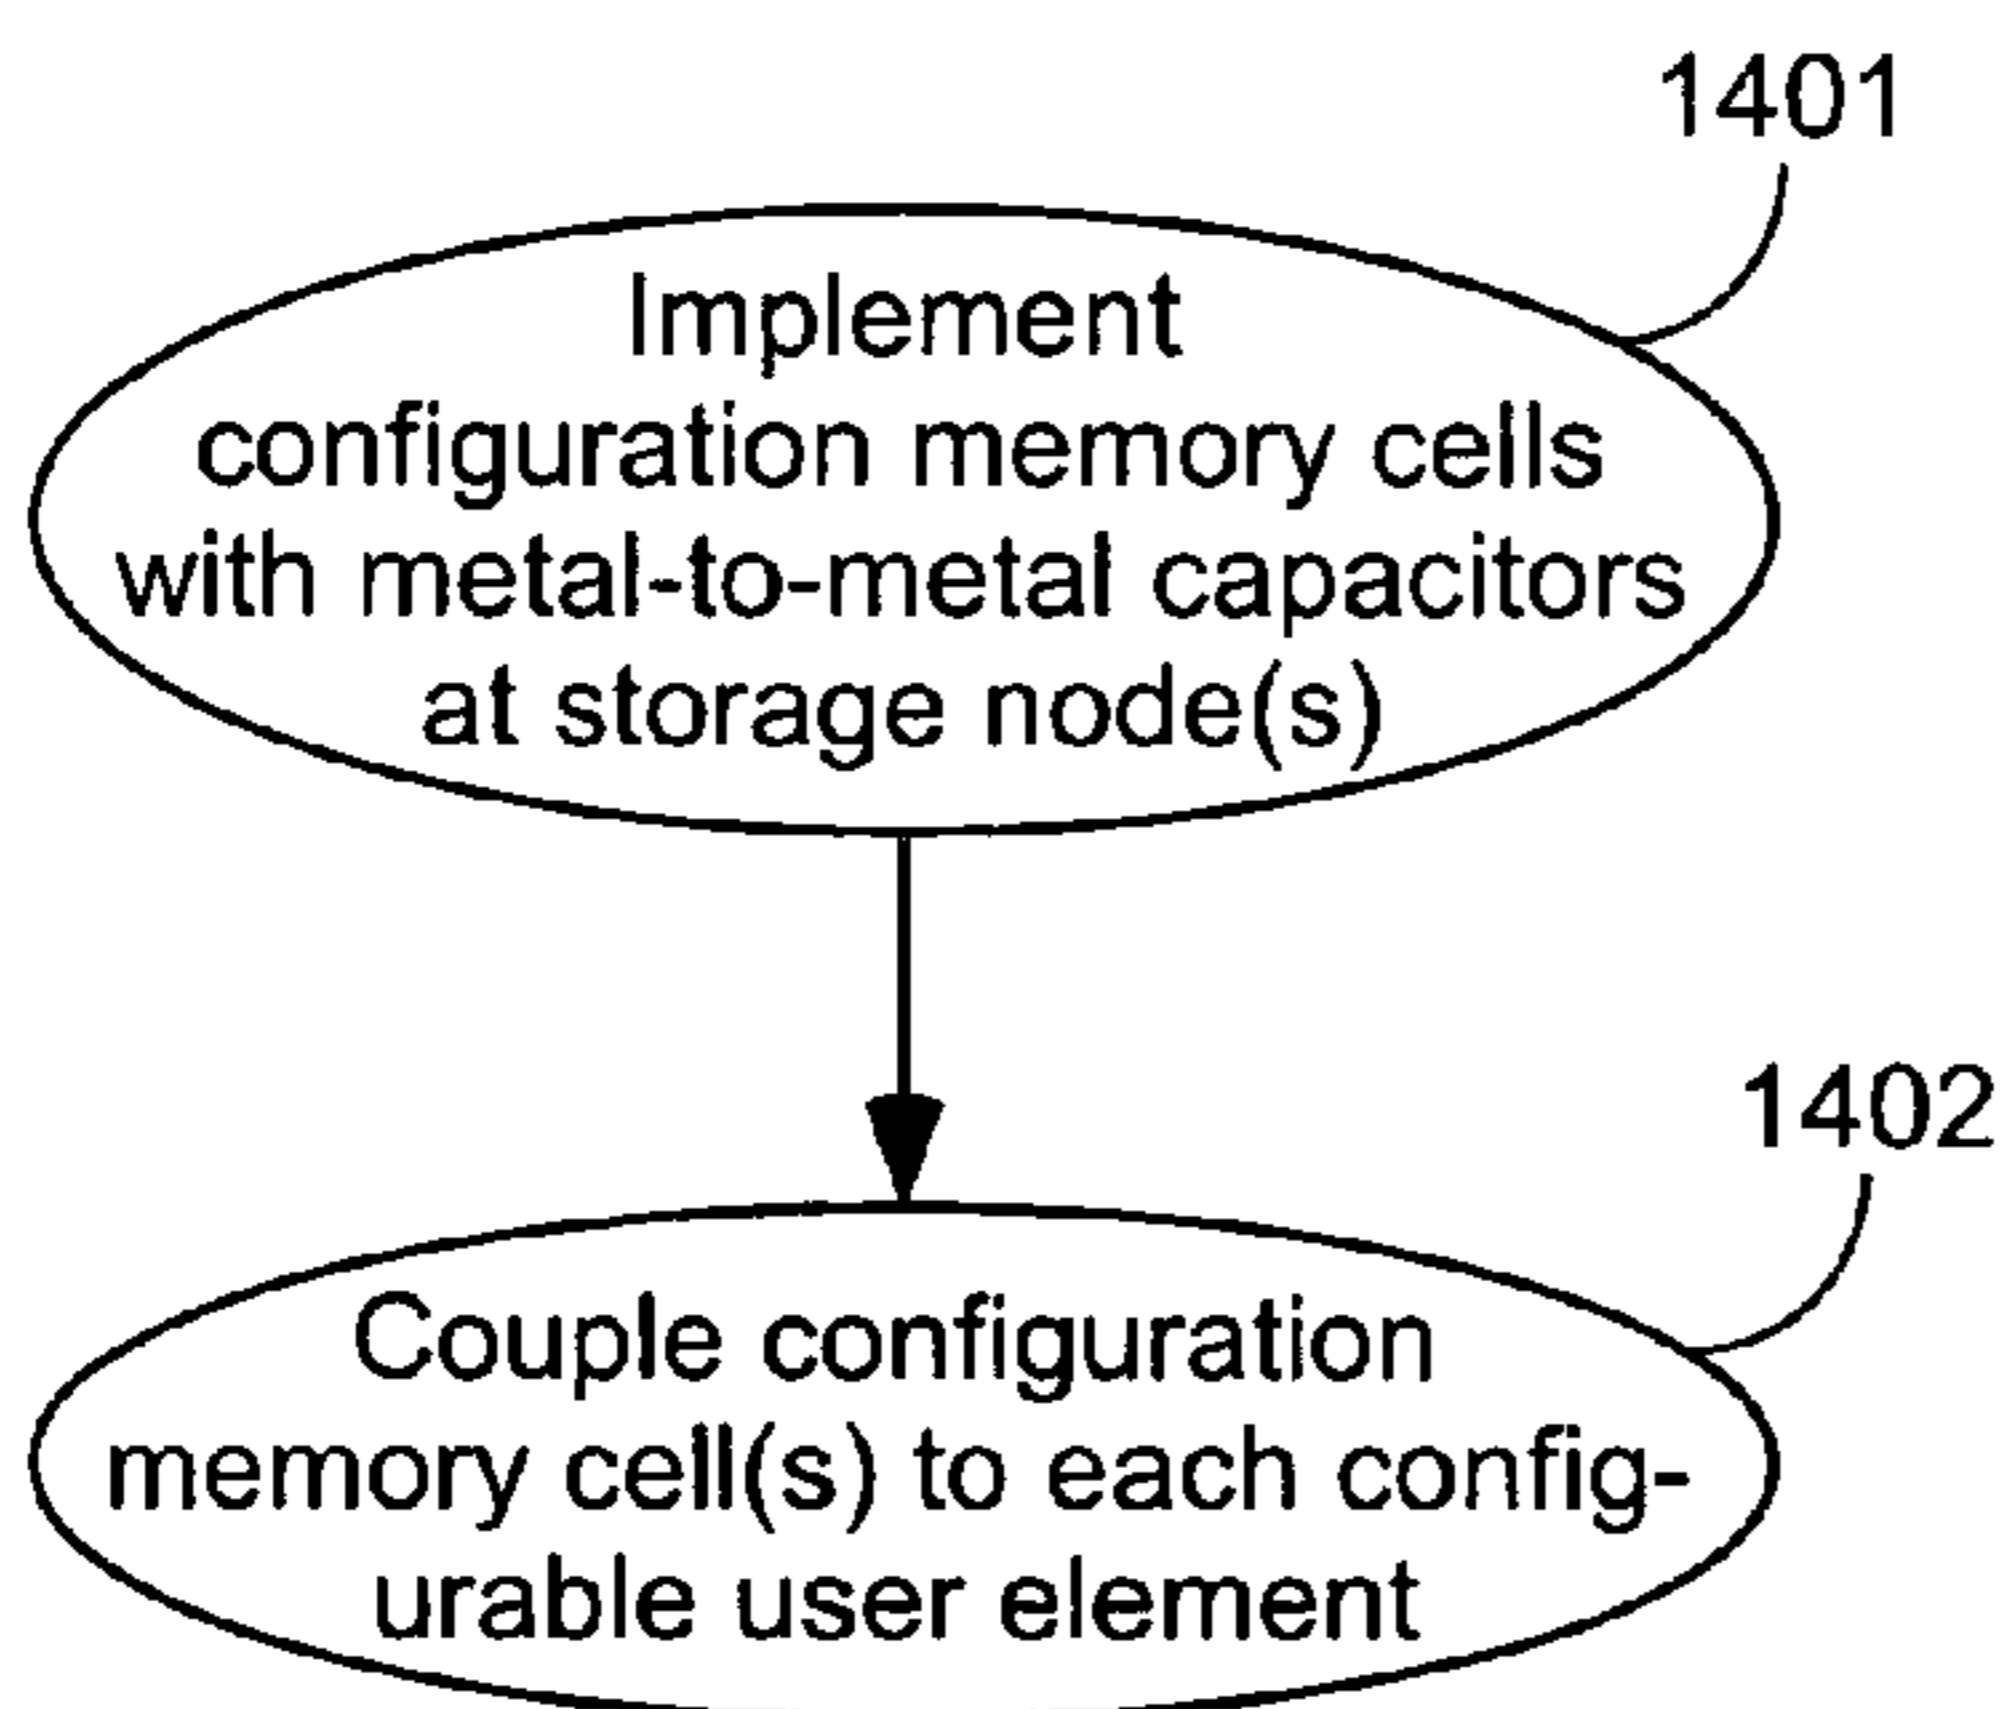 1401
Implement
configuration memory cells
with metal-to-metal capacitors
at storage node(s)
1402
Couple configuration
memory cell(s) to each config-
urable user element